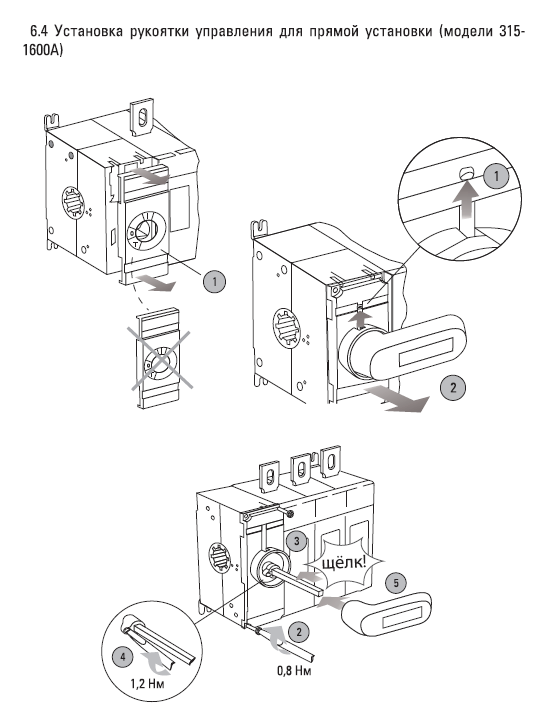 6.4 Установка рукоятки управления для прямой установки (модели 315-
1600А)
1
1
2
3
щёлк!
5
2
4
1,2 Нм
0,8 Нм